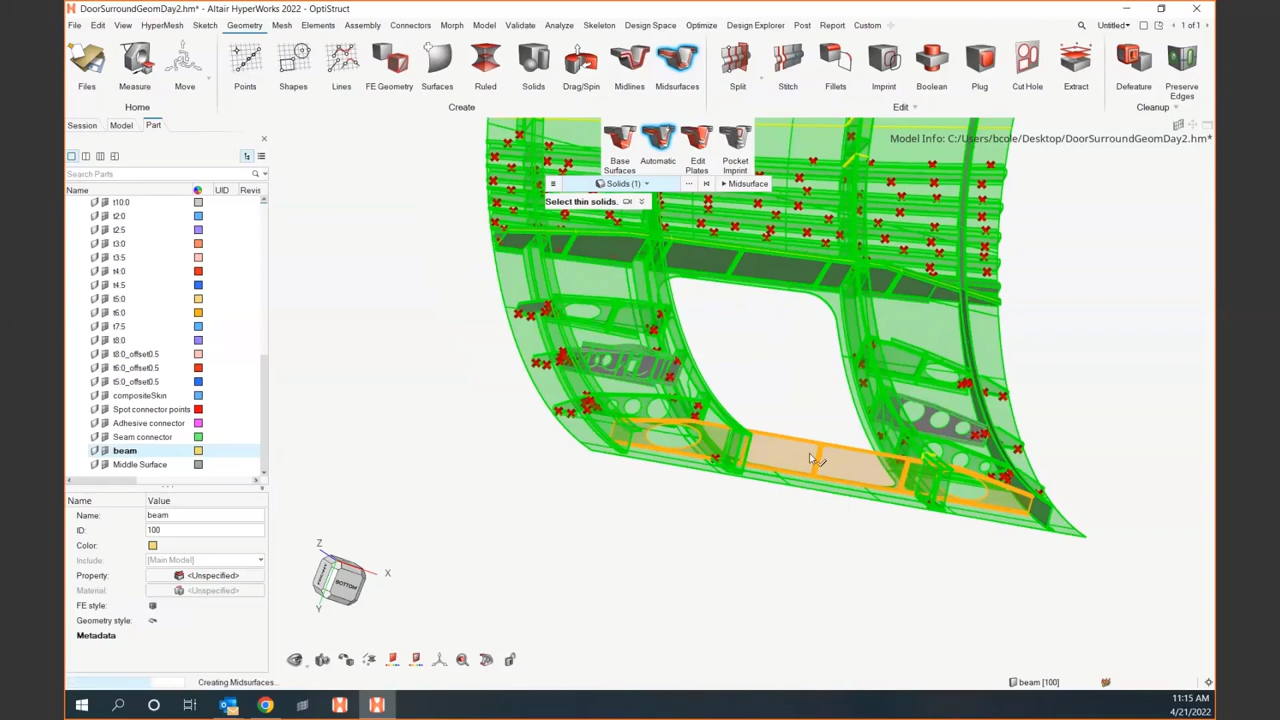 DoorSurroundGeomDay2.hm* - Altair HyperWorks 2022 - OptiStruct
File Edit View HyperMesh Sketch Geometry Mesh Elements Assembly Connectors Morph Model Validate Analyze Skeleton Design Space Optimize Design Explorer Post Report Custom Untitled* 1 of 1
Files Measure Move Points Shapes Lines FE Geometry Surfaces Ruled Solids Drag/Spin Midlines Midsurfaces Split Stitch Fillets Imprint Boolean Plug Cut Hole Extract Defeature Preserve Edges
Home Create Edit Cleanup
Session Model Part
Model Info: C:/Users/bcole/Desktop/DoorSurroundGeomDay2.hm*
Base Surfaces Automatic Edit Plates Pocket Imprint
Solids (1) Midsurface
Select thin solids.
Search Parts
Name UID Revis
t10.0
t2.0
t2.5
t3.0
t3.5
t4.0
t4.5
t5.0
t6.0
t7.5
t8.0
t8.0_offset0.5
t6.0_offset0.5
t5.0_offset0.5
compositeSkin
Spot connector points
Adhesive connector
Seam connector
beam
Middle Surface
Name Value
Name: beam
ID: 100
Color:
Include: [Main Model]
Property: <Unspecified>
Material: <Unspecified>
FE style:
Geometry style:
Metadata
Z
X
Y
BOTTOM
Creating Midsurfaces...
beam [100]
11:15 AM
4/21/2022